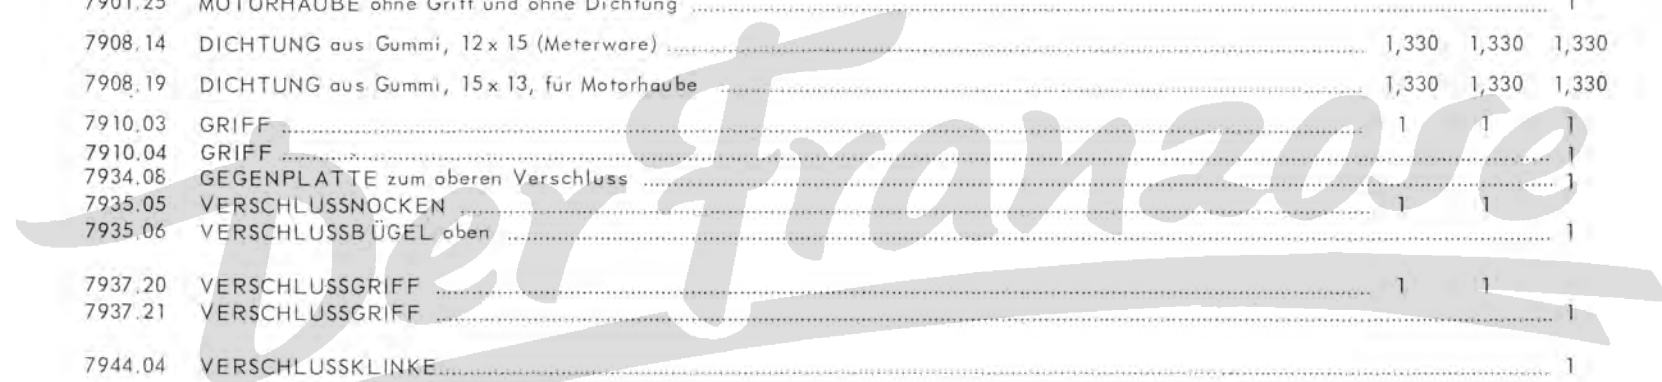 7901.25 MOTORHAUBE ohne Griff und ohne Dichtung 1
7908.14 DICHTUNG aus Gummi, 12 x 15 (Meterware) 1,330 1,330 1,330
7908.19 DICHTUNG aus Gummi, 15 x 13, für Motorhaube 1,330 1,330 1,330
7910.03 GRIFF 1 1 1
7910.04 GRIFF 1
7934.08 GEGENPLATTE zum oberen Verschluss 1
7935.05 VERSCHLUSSNOCKEN 1 1
7935.06 VERSCHLUSSBÜGEL oben 1
7937.20 VERSCHLUSSGRIFF 1 1
7937.21 VERSCHLUSSGRIFF 1
7944.04 VERSCHLUSSKLINKE 1
Der Franzose